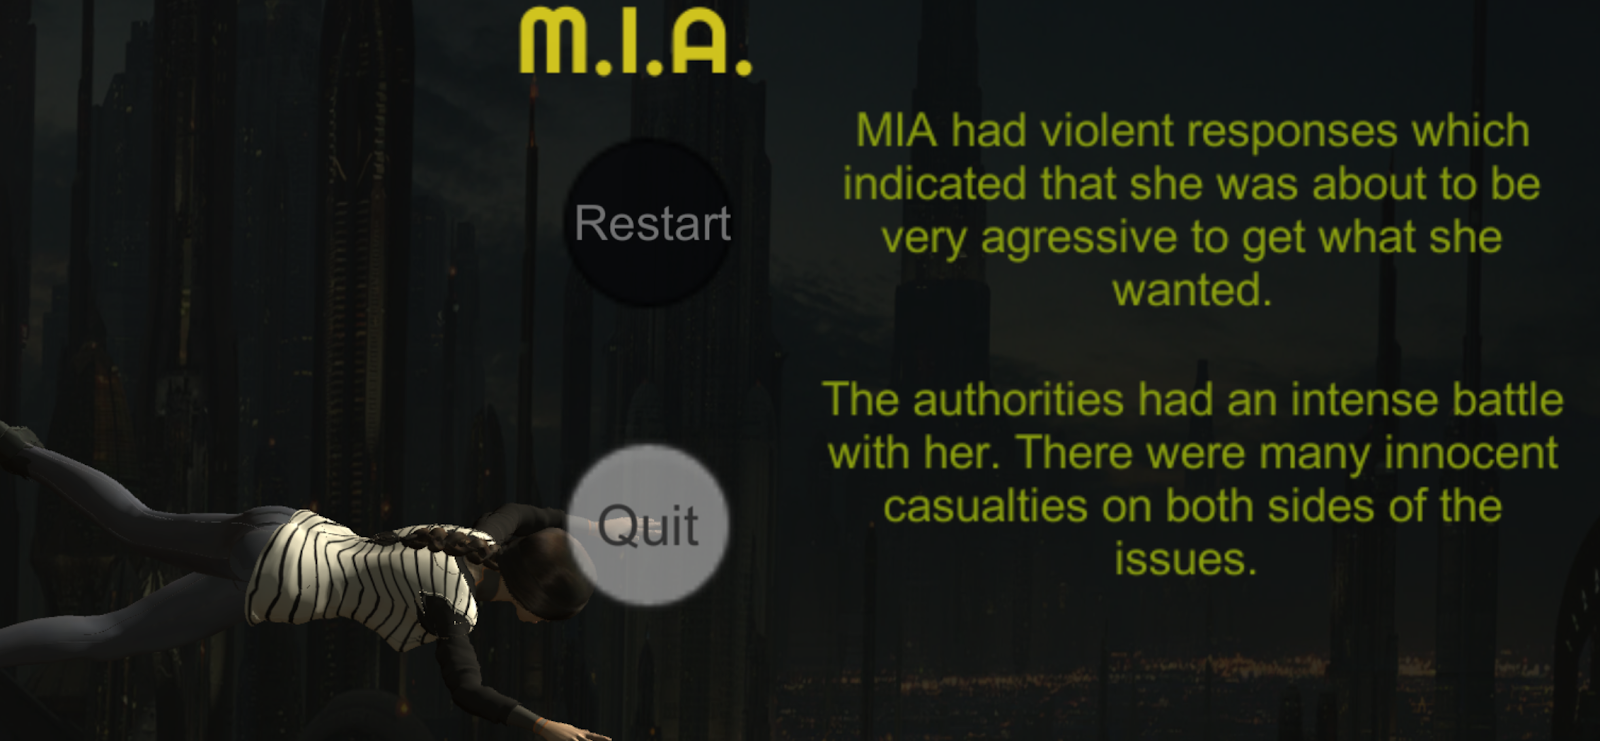 M.I.A.
Restart
Quit
MIA had violent responses which
indicated that she was about to be
very agressive to get what she
wanted.
The authorities had an intense battle
with her. There were many innocent
casualties on both sides of the
issues.